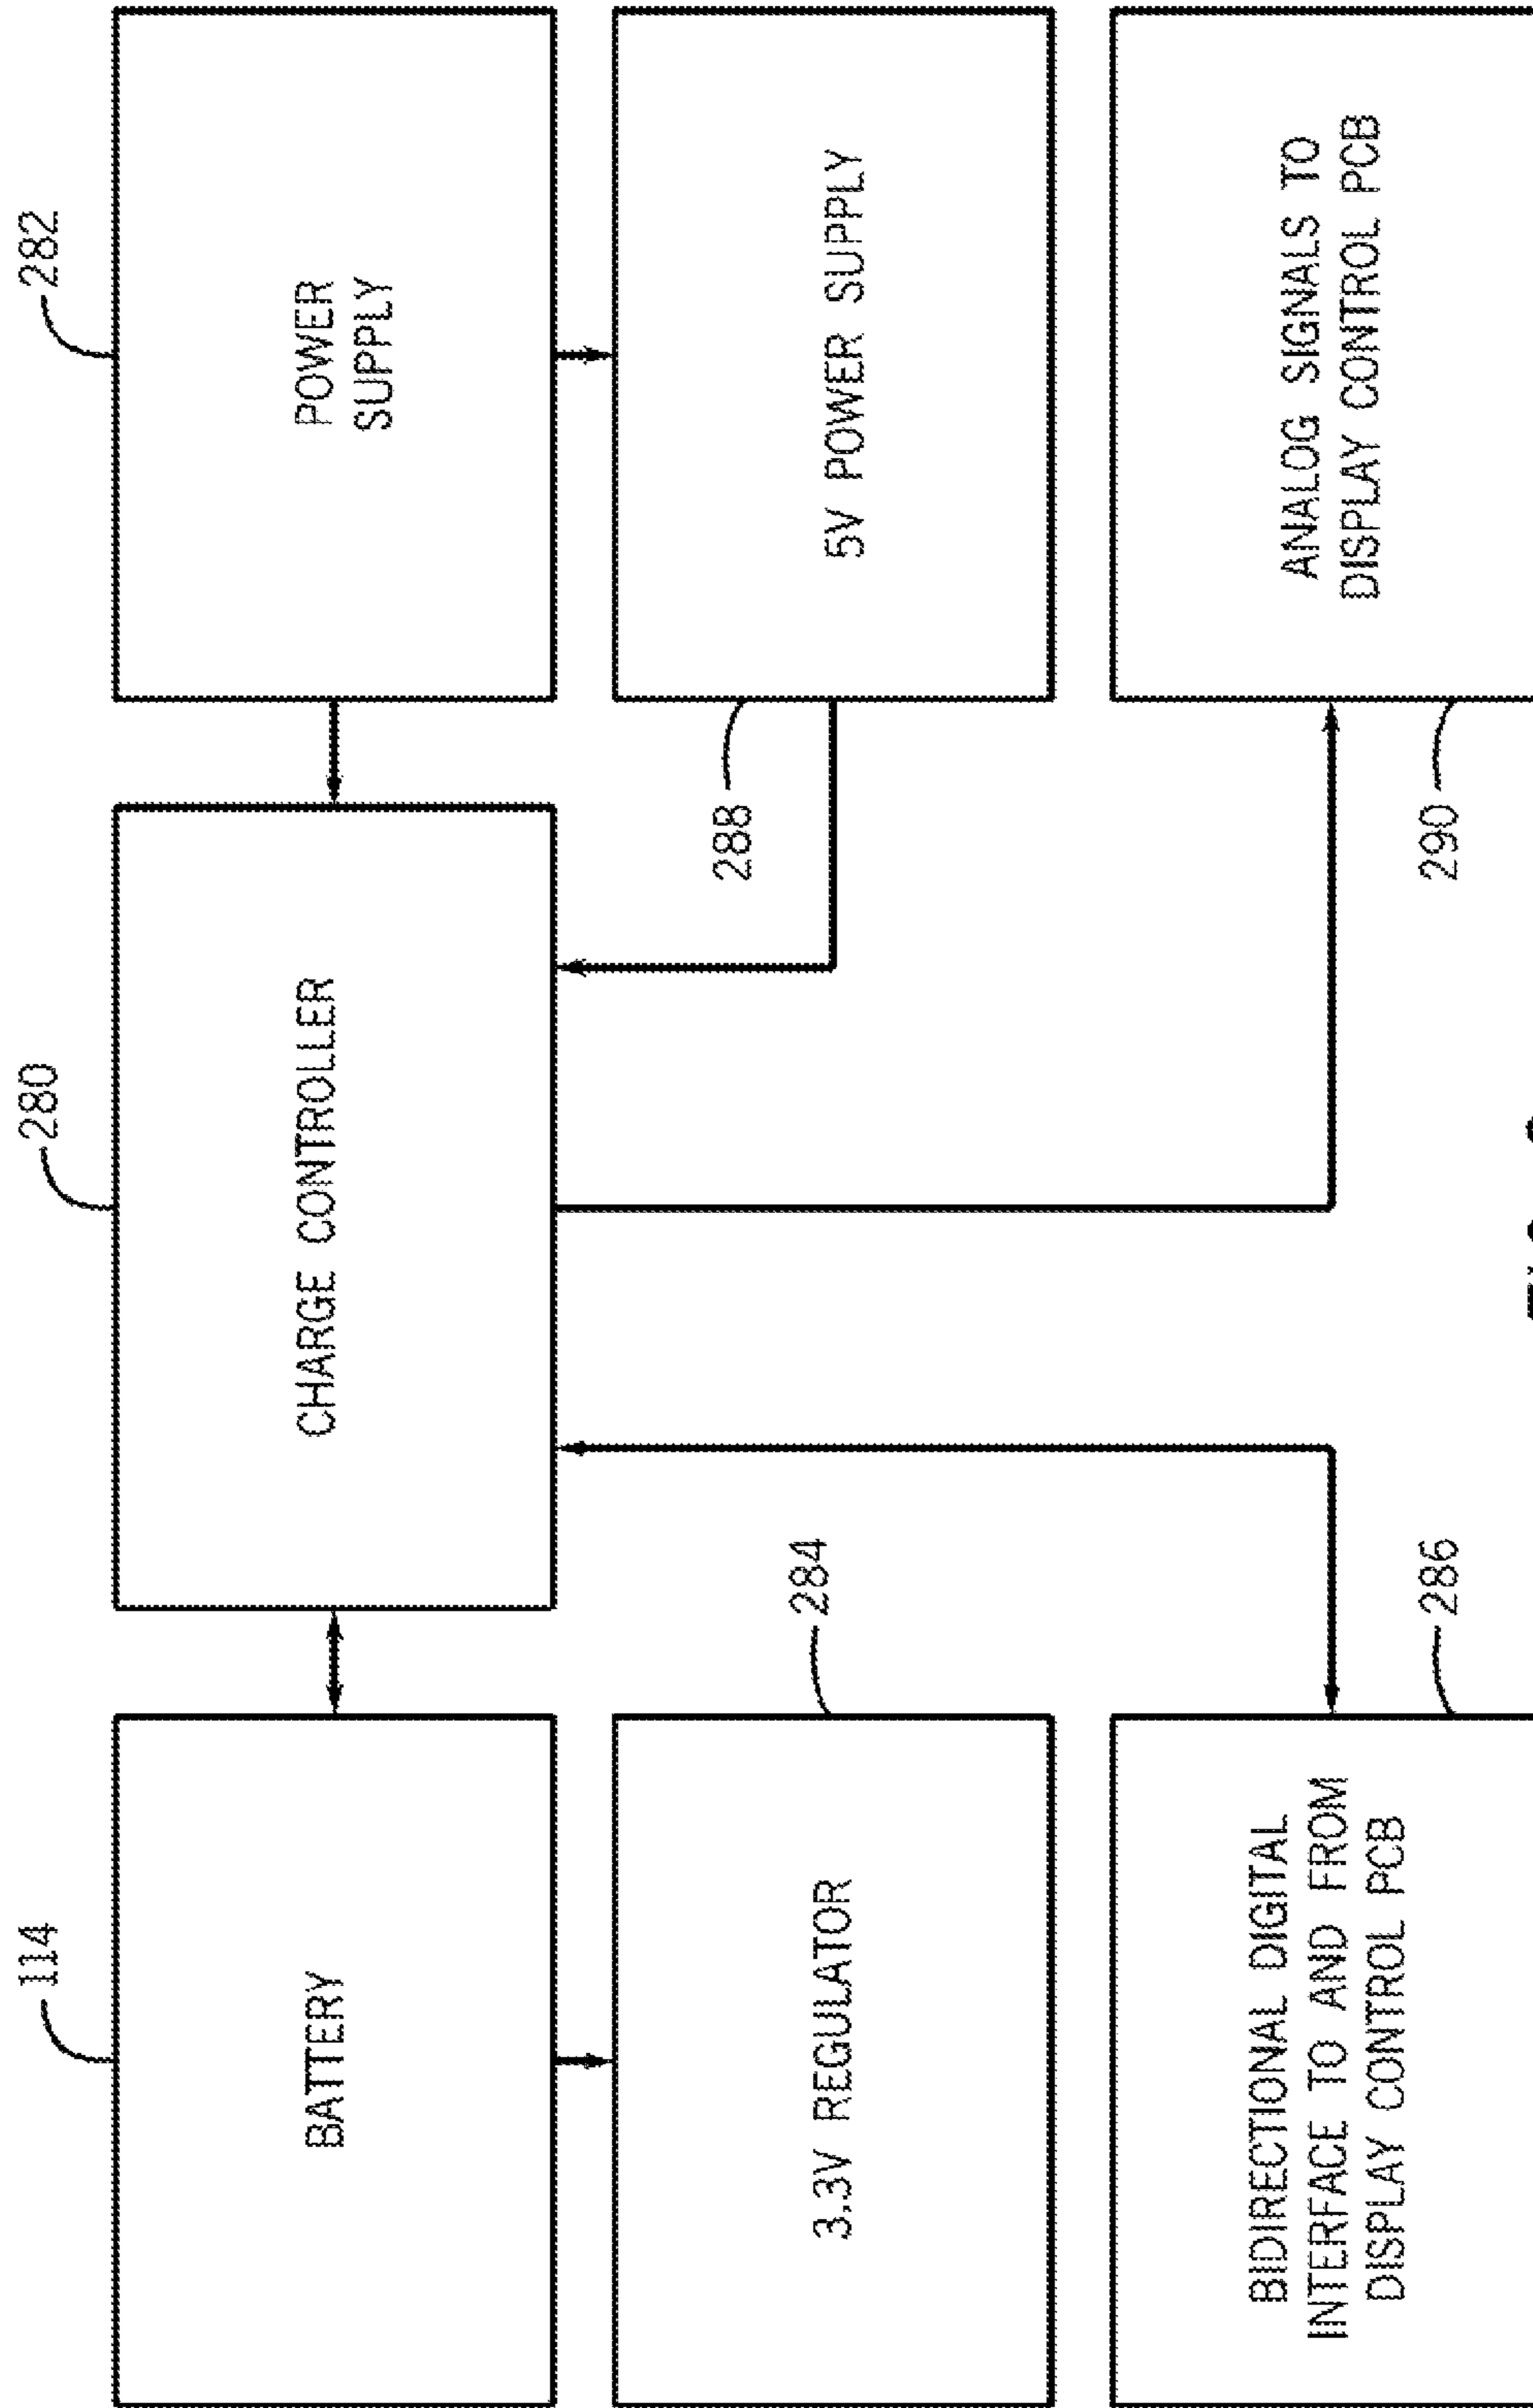 114
280
282
BATTERY
CHARGE CONTROLLER
POWER
SUPPLY
284
288
3.3V REGULATOR
5V POWER SUPPLY
286
290
BIDIRECTIONAL DIGITAL
INTERFACE TO AND FROM
DISPLAY CONTROL PCB
ANALOG SIGNALS TO
DISPLAY CONTROL PCB